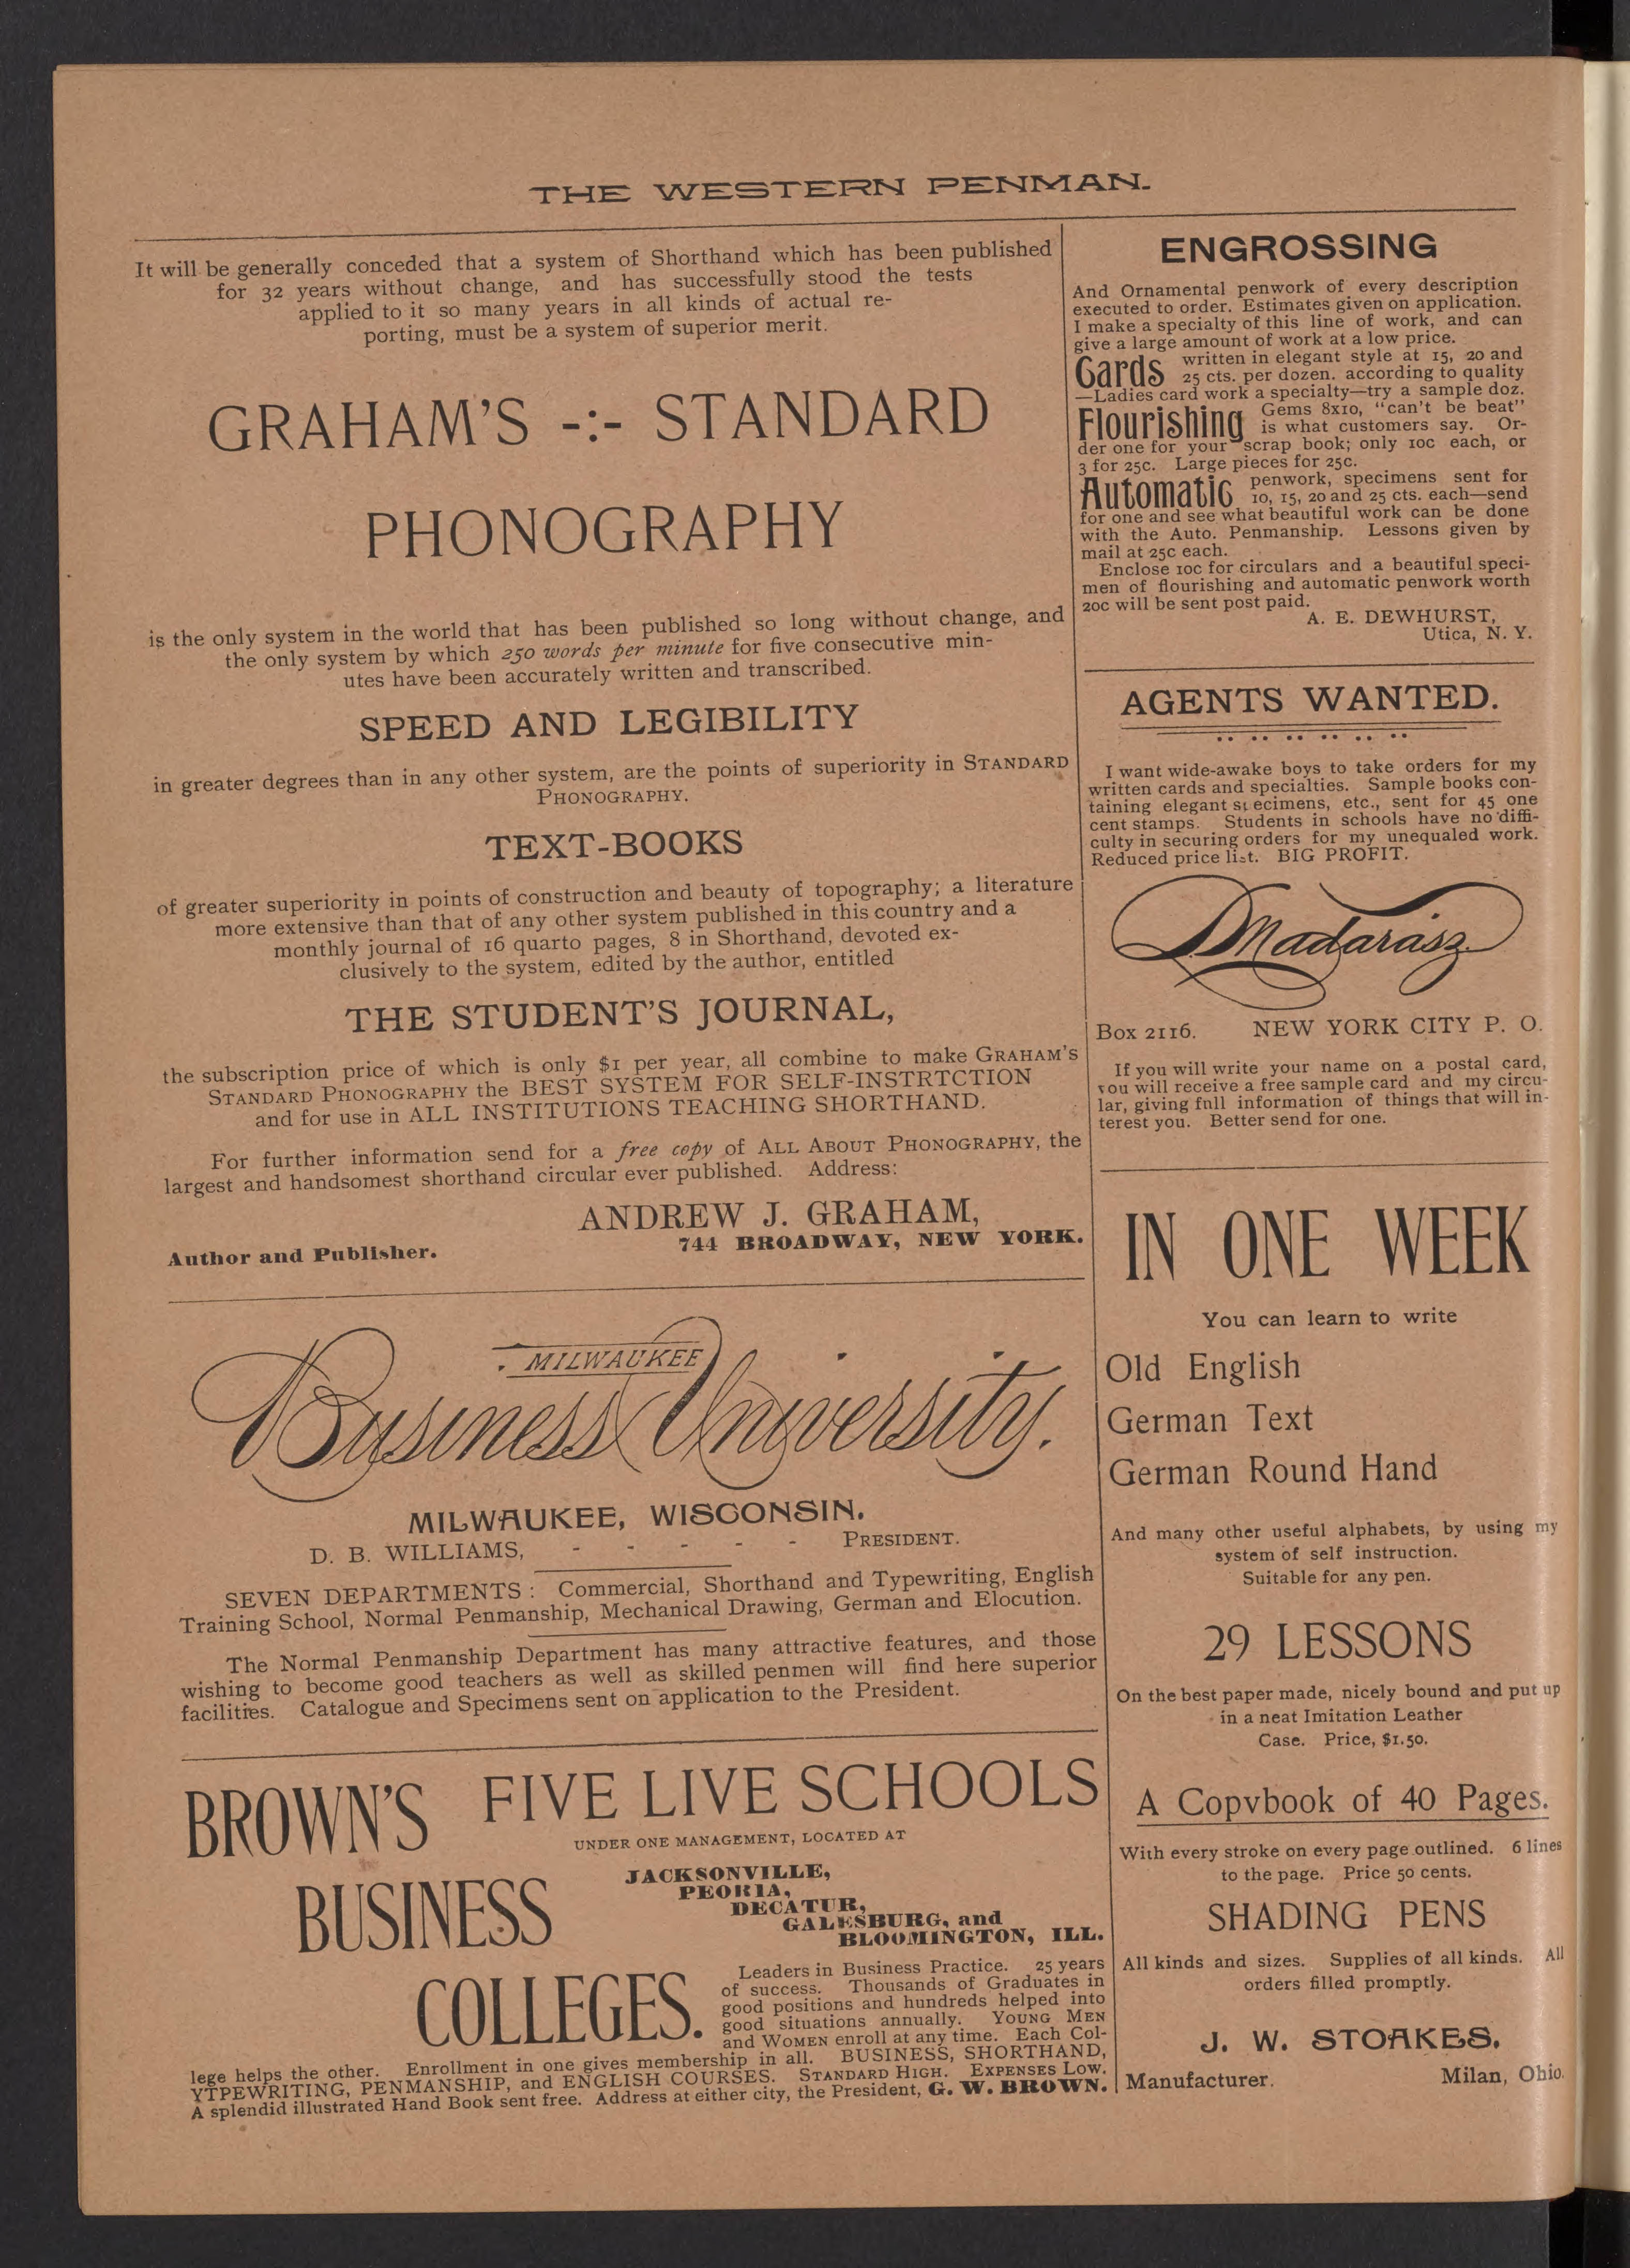 THE WESTERN PENMAN.
It will be generally conceded that a system of Shorthand which has been published
for 32 years without change, and has successfully stood the tests
applied to it so many years in all kinds of actual re-
porting, must be a system of superior merit.
GRAHAM'S -:- STANDARD
PHONOGRAPHY
is the only system in the world that has been published so long without change, and
the only system by which 250 words per minute for five consecutive min-
utes have been accurately written and transcribed.
SPEED AND LEGIBILITY
in greater degrees than in any other system, are the points of superiority in STANDARD
PHONOGRAPHY.
TEXT-BOOKS
of greater superiority in points of construction and beauty of topography; a literature
more extensive than that of any other system published in this country and a
monthly journal of 16 quarto pages, 8 in Shorthand, devoted ex-
clusively to the system, edited by the author, entitled
THE STUDENT'S JOURNAL,
the subscription price of which is only $1 per year, all combine to make GRAHAM'S
STANDARD PHONOGRAPHY the BEST SYSTEM FOR SELF-INSTRTCTION
and for use in ALL INSTITUTIONS TEACHING SHORTHAND.
For further information send for a free copy of ALL ABOUT PHONOGRAPHY, the
largest and handsomest shorthand circular ever published. Address:
ANDREW J. GRAHAM,
Author and Publisher. 744 BROADWAY, NEW YORK.
MILWAUKEE
Business University.
MILWAUKEE, WISCONSIN.
D. B. WILLIAMS, - - - - - PRESIDENT.
SEVEN DEPARTMENTS: Commercial, Shorthand and Typewriting, English
Training School, Normal Penmanship, Mechanical Drawing, German and Elocution.
The Normal Penmanship Department has many attractive features, and those
wishing to become good teachers as well as skilled penmen will find here superior
facilities. Catalogue and Specimens sent on application to the President.
BROWN'S FIVE LIVE SCHOOLS
UNDER ONE MANAGEMENT, LOCATED AT
BUSINESS
JACKSONVILLE,
PEORIA,
DECATUR,
GALESBURG, and
BLOOMINGTON, ILL.
COLLEGES.
Leaders in Business Practice. 25 years
of success. Thousands of Graduates in
good positions and hundreds helped into
good situations annually. YOUNG MEN
and WOMEN enroll at any time. Each Col-
lege helps the other. Enrollment in one gives membership in all. BUSINESS, SHORTHAND,
YTPEWRITING, PENMANSHIP, and ENGLISH COURSES. STANDARD HIGH. EXPENSES LOW.
A splendid illustrated Hand Book sent free. Address at either city, the President, G. W. BROWN.
ENGROSSING
And Ornamental penwork of every description
executed to order. Estimates given on application.
I make a specialty of this line of work, and can
give a large amount of work at a low price.
Cards written in elegant style at 15, 20 and
25 cts. per dozen. according to quality
—Ladies card work a specialty—try a sample doz.
Flourishing Gems 8x10, "can't be beat"
is what customers say. Or-
der one for your scrap book; only 10c each, or
3 for 25c. Large pieces for 25c.
Automatic penwork, specimens sent for
10, 15, 20 and 25 cts. each—send
for one and see what beautiful work can be done
with the Auto. Penmanship. Lessons given by
mail at 25c each.
Enclose 10c for circulars and a beautiful speci-
men of flourishing and automatic penwork worth
20c will be sent post paid.
A. E. DEWHURST,
Utica, N. Y.
AGENTS WANTED.
I want wide-awake boys to take orders for my
written cards and specialties. Sample books con-
taining elegant st ecimens, etc., sent for 45 one
cent stamps. Students in schools have no diffi-
culty in securing orders for my unequaled work.
Reduced price list. BIG PROFIT.
L Madarasz
Box 2116. NEW YORK CITY P. O.
If you will write your name on a postal card,
you will receive a free sample card and my circu-
lar, giving full information of things that will in-
terest you. Better send for one.
IN ONE WEEK
You can learn to write
Old English
German Text
German Round Hand
And many other useful alphabets, by using my
system of self instruction.
Suitable for any pen.
29 LESSONS
On the best paper made, nicely bound and put up
in a neat Imitation Leather
Case. Price, $1.50.
A Copvbook of 40 Pages.
With every stroke on every page outlined. 6 lines
to the page. Price 50 cents.
SHADING PENS
All kinds and sizes. Supplies of all kinds. All
orders filled promptly.
J. W. STOAKES.
Manufacturer. Milan, Ohio.